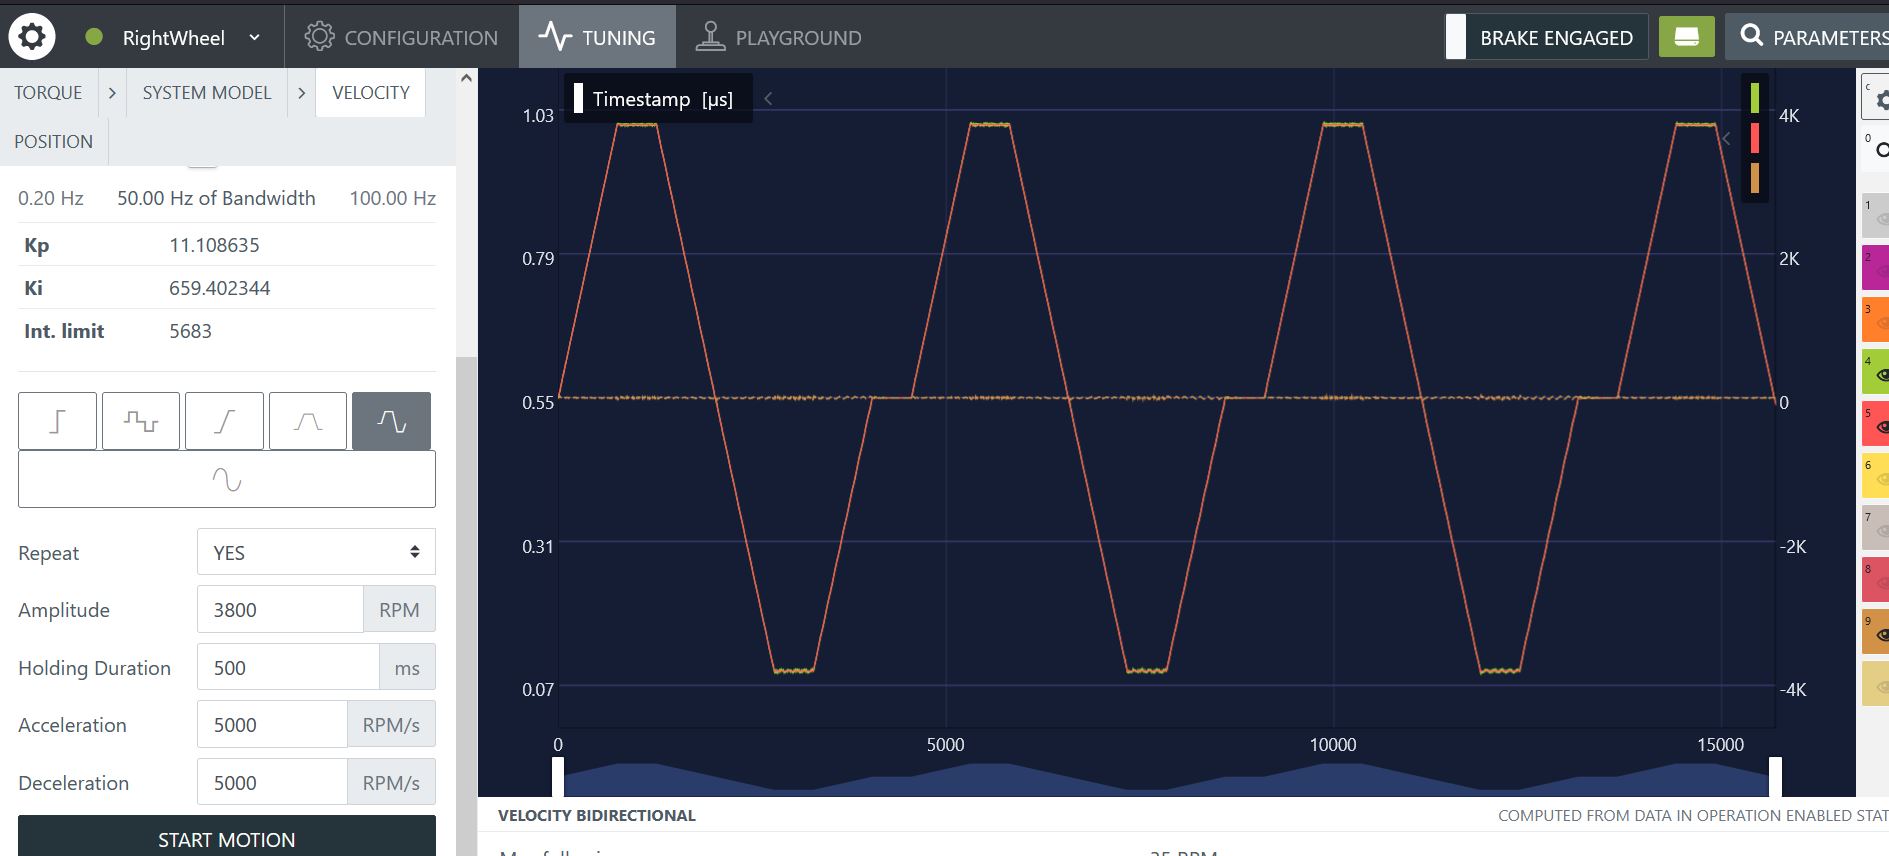 RightWheel
CONFIGURATION
TUNING
PLAYGROUND
BRAKE ENGAGED
PARAMETERS
TORQUE
SYSTEM MODEL
VELOCITY
POSITION
0.20 Hz 50.00 Hz of Bandwidth 100.00 Hz
Kp 11.108635
Ki 659.402344
Int. limit 5683
Repeat YES
Amplitude 3800 RPM
Holding Duration 500 ms
Acceleration 5000 RPM/s
Deceleration 5000 RPM/s
START MOTION
Timestamp [µs]
1.03
0.79
0.55
0.31
0.07
4K
2K
0
-2K
-4K
0 5000 10000 15000
VELOCITY BIDIRECTIONAL
COMPUTED FROM DATA IN OPERATION ENABLED STAT
c
0
1
2
3
4
5
6
7
8
9